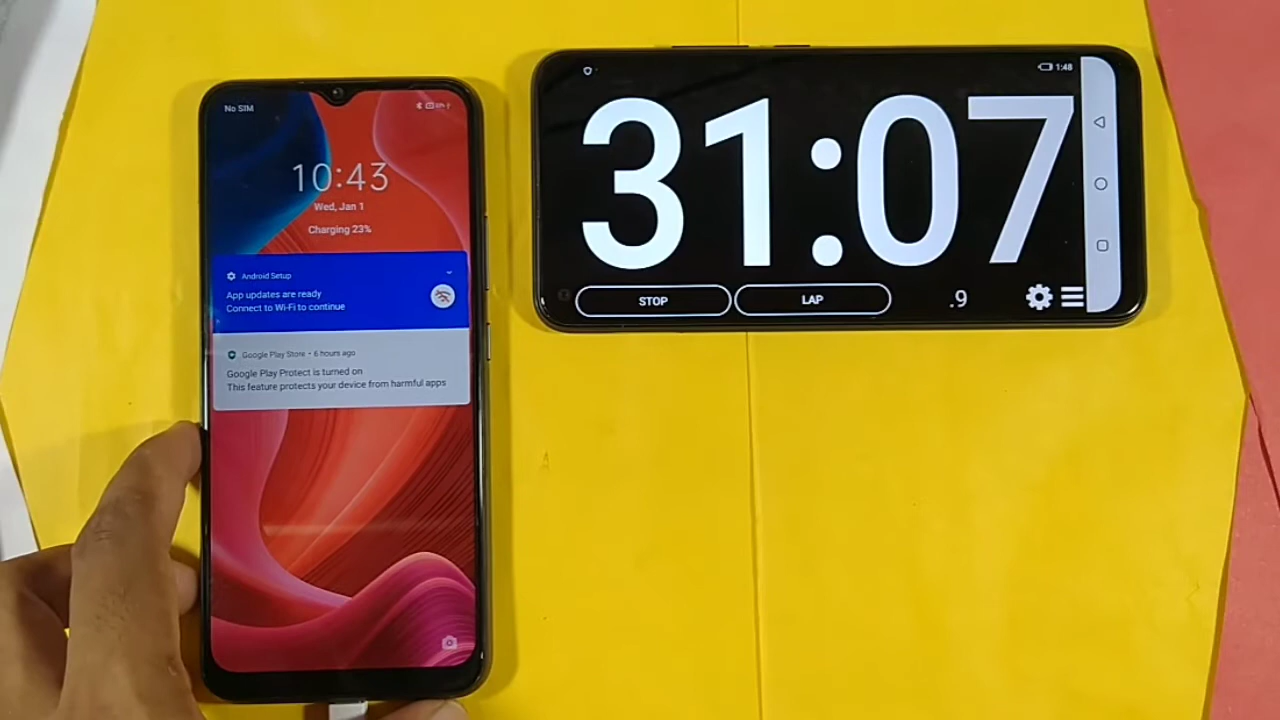 No SIM
10:43
Wed, Jan 1
Charging 23%
Android Setup
App updates are ready
Connect to Wi-Fi to continue
Google Play Store • 6 hours ago
Google Play Protect is turned on
This feature protects your device from harmful apps
1:48
31:07
STOP
LAP
.9